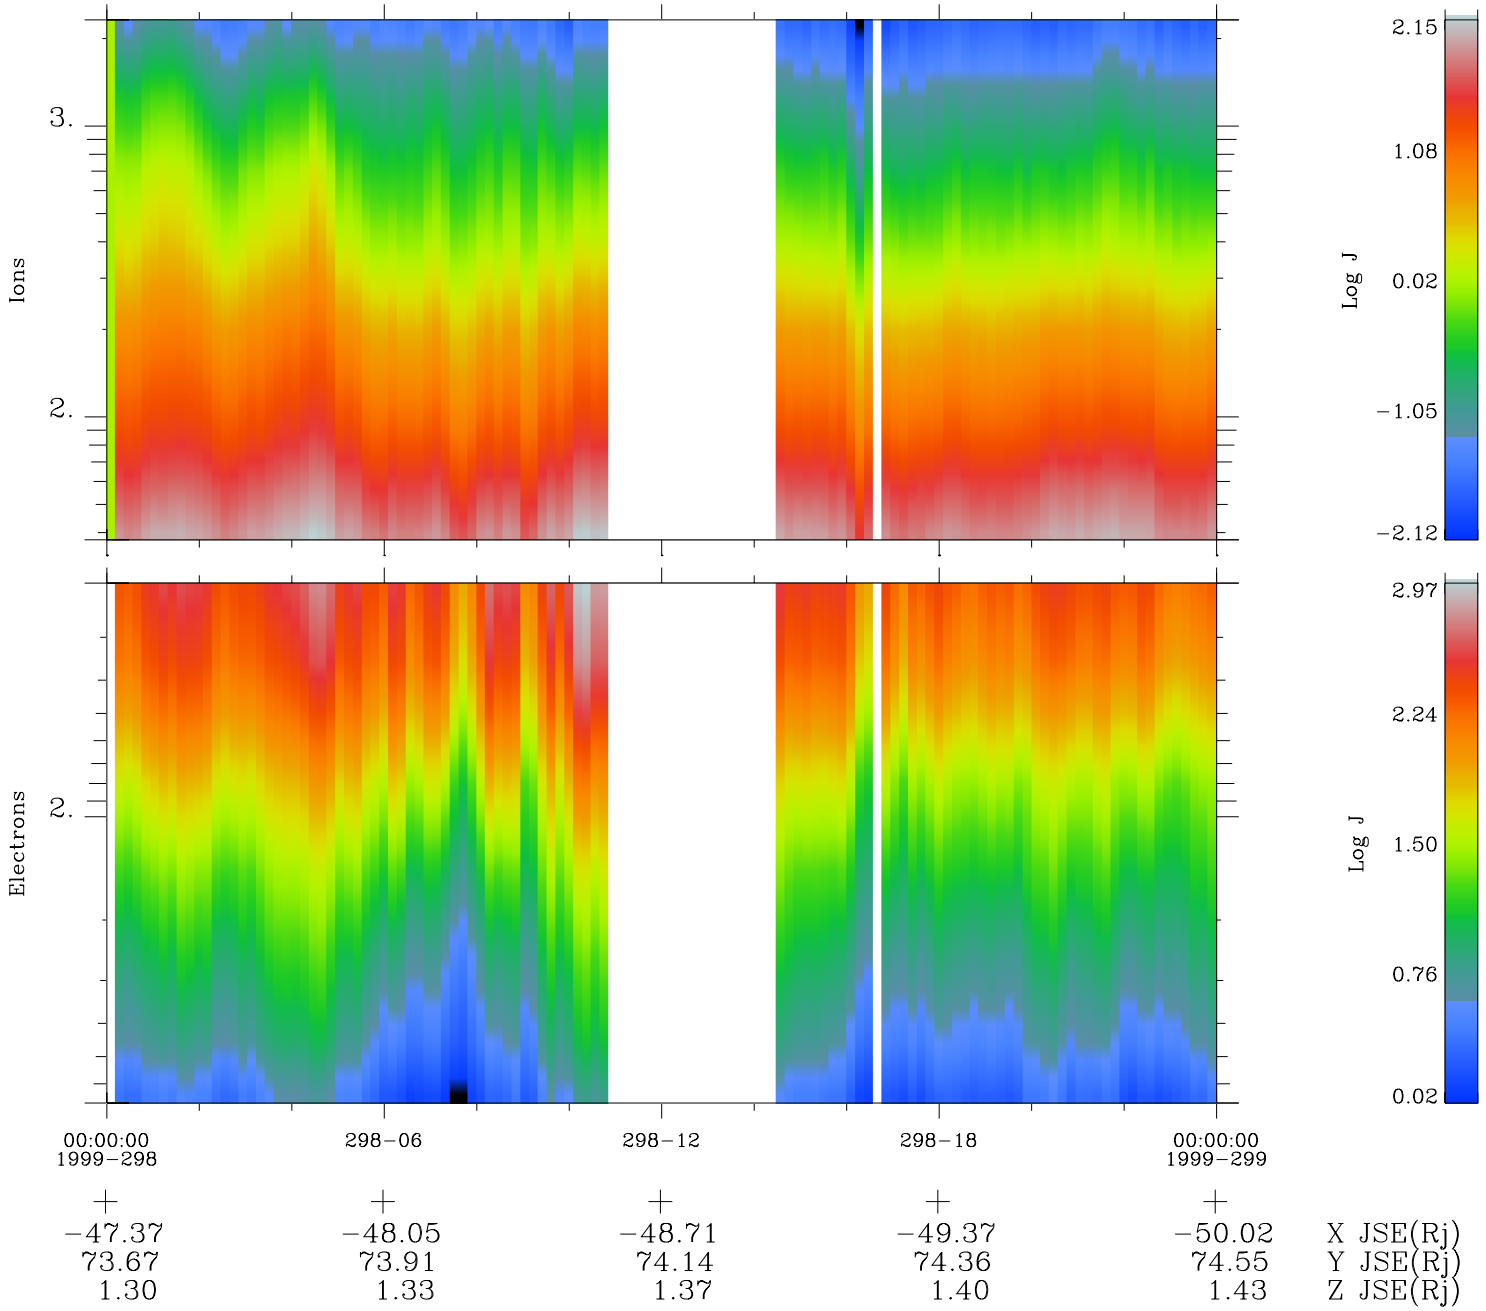 2.15
3.
1.08
Ions
Log J
0.02
2.
−1.05
−2.12
2.97
2.24
2.
Electrons
Log J
1.50
0.76
0.02
00:00:00 298−06 298−12 298−18 00:00:00
1999−298 1999−299
−47.37 −48.05 −48.71 −49.37 −50.02 X JSE(Rj)
73.67 73.91 74.14 74.36 74.55 Y JSE(Rj)
1.30 1.33 1.37 1.40 1.43 Z JSE(Rj)